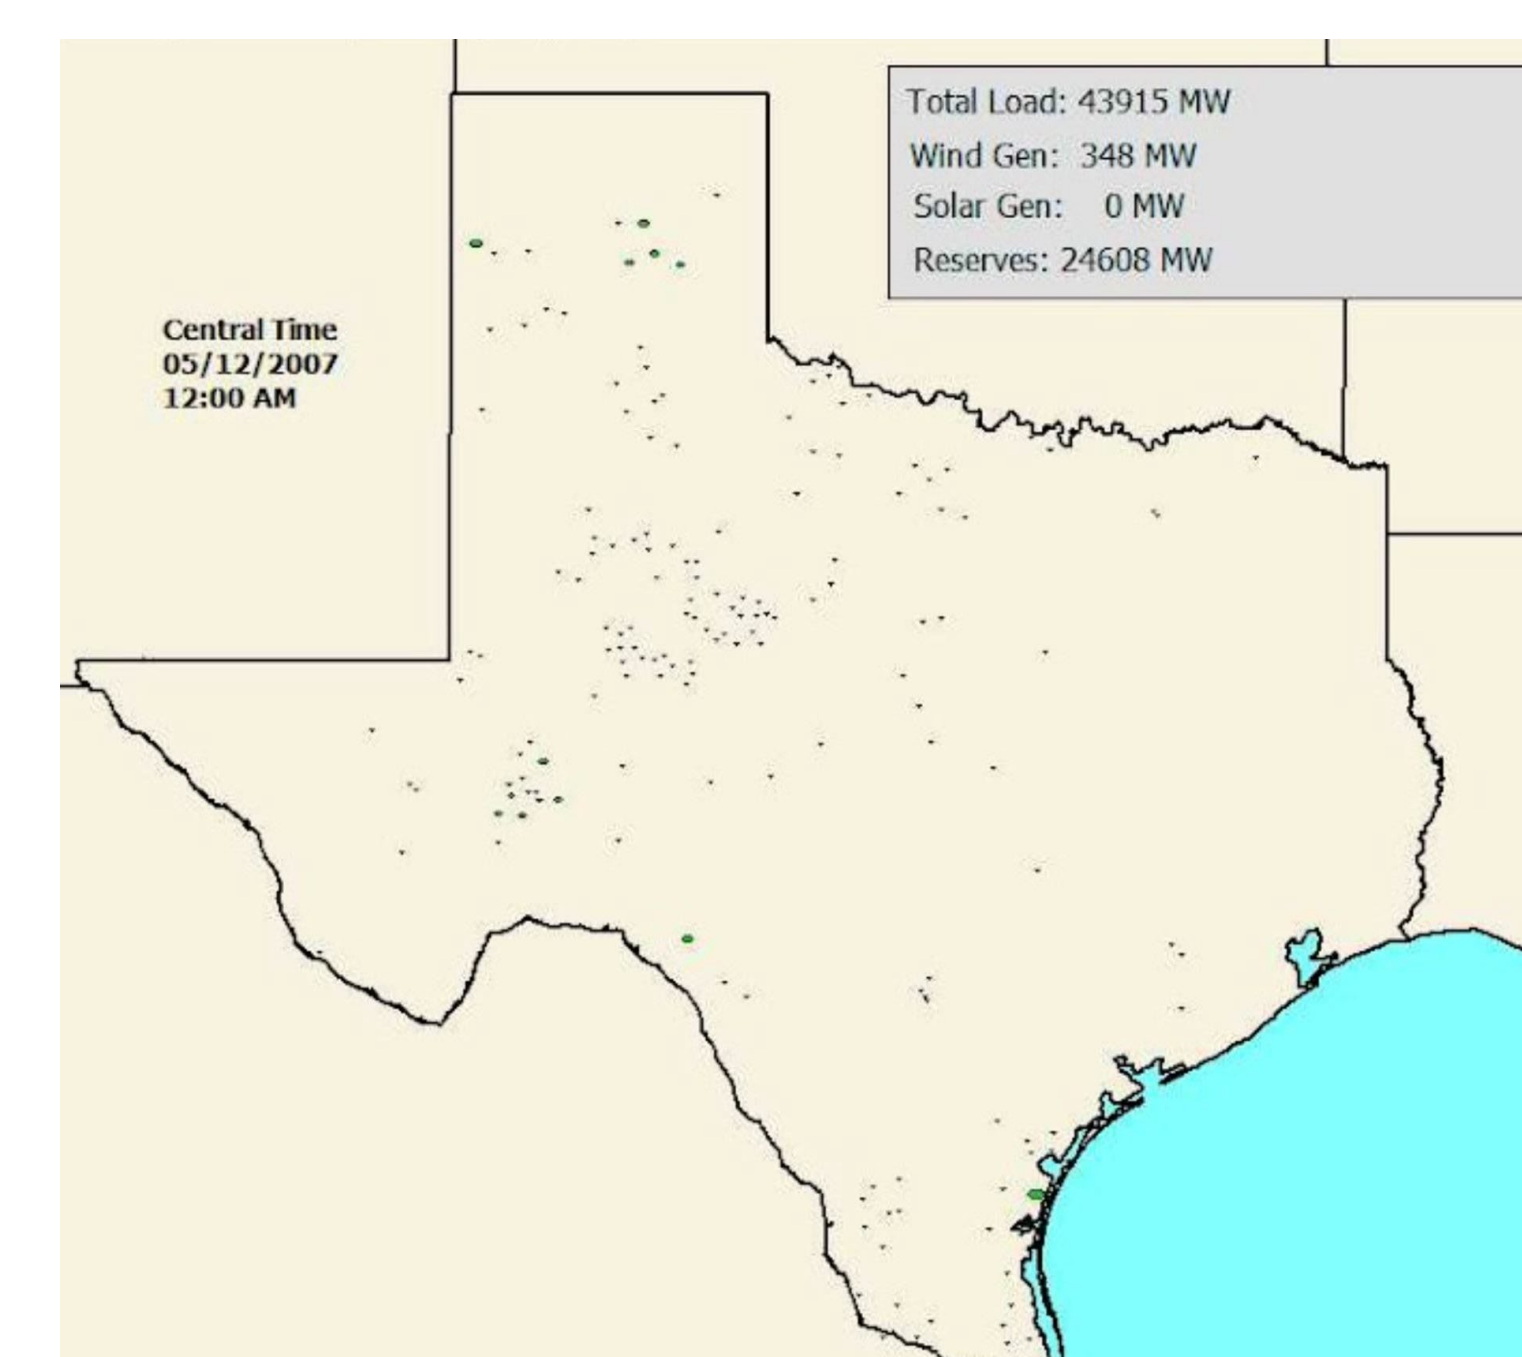 Total Load: 43915 MW
Wind Gen: 348 MW
Solar Gen: 0 MW
Reserves: 24608 MW
Central Time
05/12/2007
12:00 AM